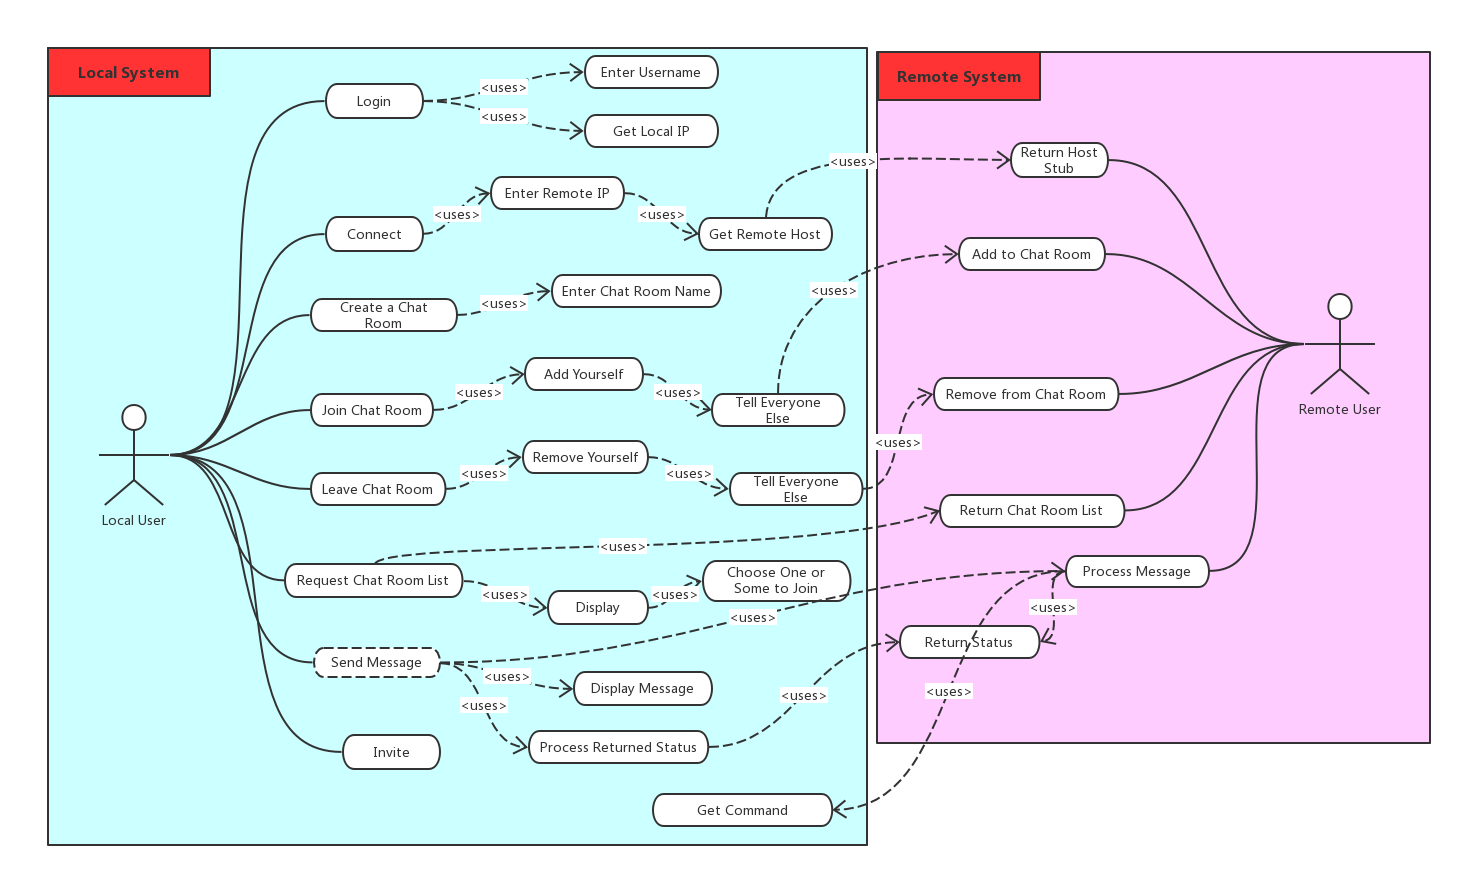 Local System
Remote System
Enter Username
<uses>
Login
<uses>
Get Local IP
<uses>
Return Host
Stub
Enter Remote IP
<uses>
<uses>
Connect
Get Remote Host
Add to Chat Room
<uses>
Enter Chat Room Name
<uses>
Create a Chat
Room
Add Yourself
<uses>
<uses>
Remove from Chat Room
Join Chat Room
Tell Everyone
Else
Remote User
<uses>
Remove Yourself
<uses>
<uses>
Leave Chat Room
Tell Everyone
Else
Local User
Return Chat Room List
<uses>
Request Chat Room List
Choose One or
Some to Join
Process Message
<uses>
<uses>
Display
<uses>
<uses>
Return Status
Send Message
<uses>
Display Message
<uses>
<uses>
<uses>
Invite
Process Returned Status
Get Command